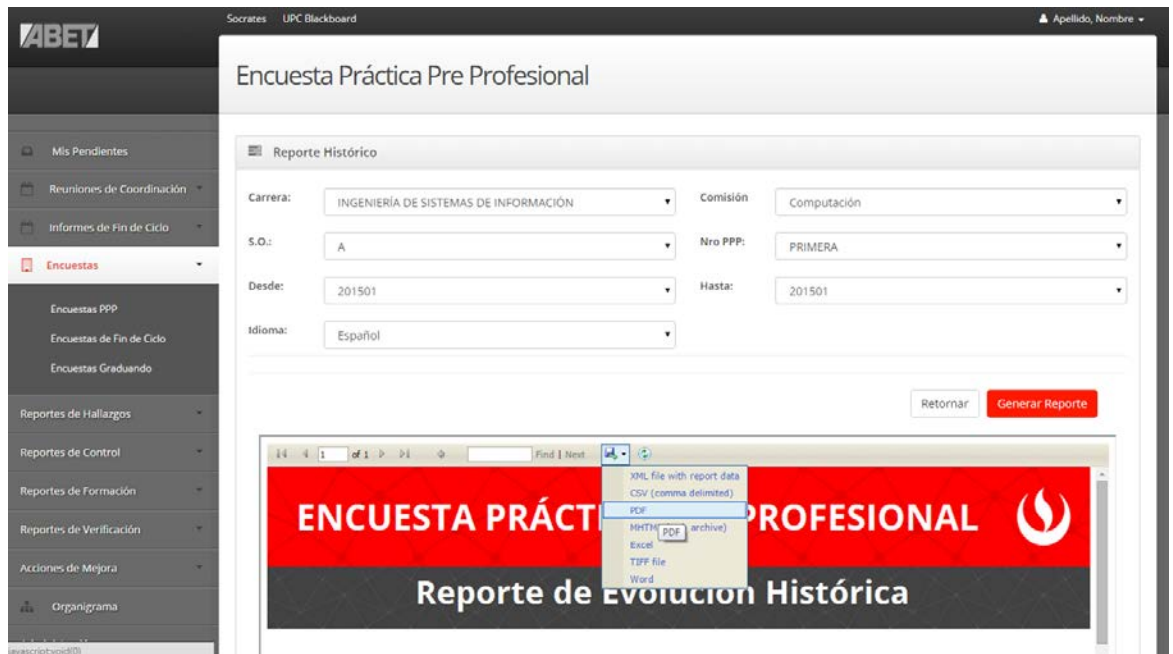 ABET
Socrates UPC Blackboard
Apellido, Nombre
Encuesta Práctica Pre Profesional
Mis Pendientes
Reuniones de Coordinación
Informes de Fin de Ciclo
Encuestas
Encuestas PPP
Encuestas de Fin de Ciclo
Encuestas Graduando
Reportes de Hallazgos
Reportes de Control
Reportes de Formación
Reportes de Verificación
Acciones de Mejora
Organigrama
javascript:void(0)
Reporte Histórico
Carrera: INGENIERÍA DE SISTEMAS DE INFORMACIÓN Comisión Computación
S.O.: A Nro PPP: PRIMERA
Desde: 201501 Hasta: 201501
Idioma: Español
Retornar Generar Reporte
1 of 1 Find | Next
XML file with report data
CSV (comma delimited)
PDF
MHTM archive)
PDF
Excel
TIFF file
Word
ENCUESTA PRÁCT PROFESIONAL
Reporte de Evolución Histórica